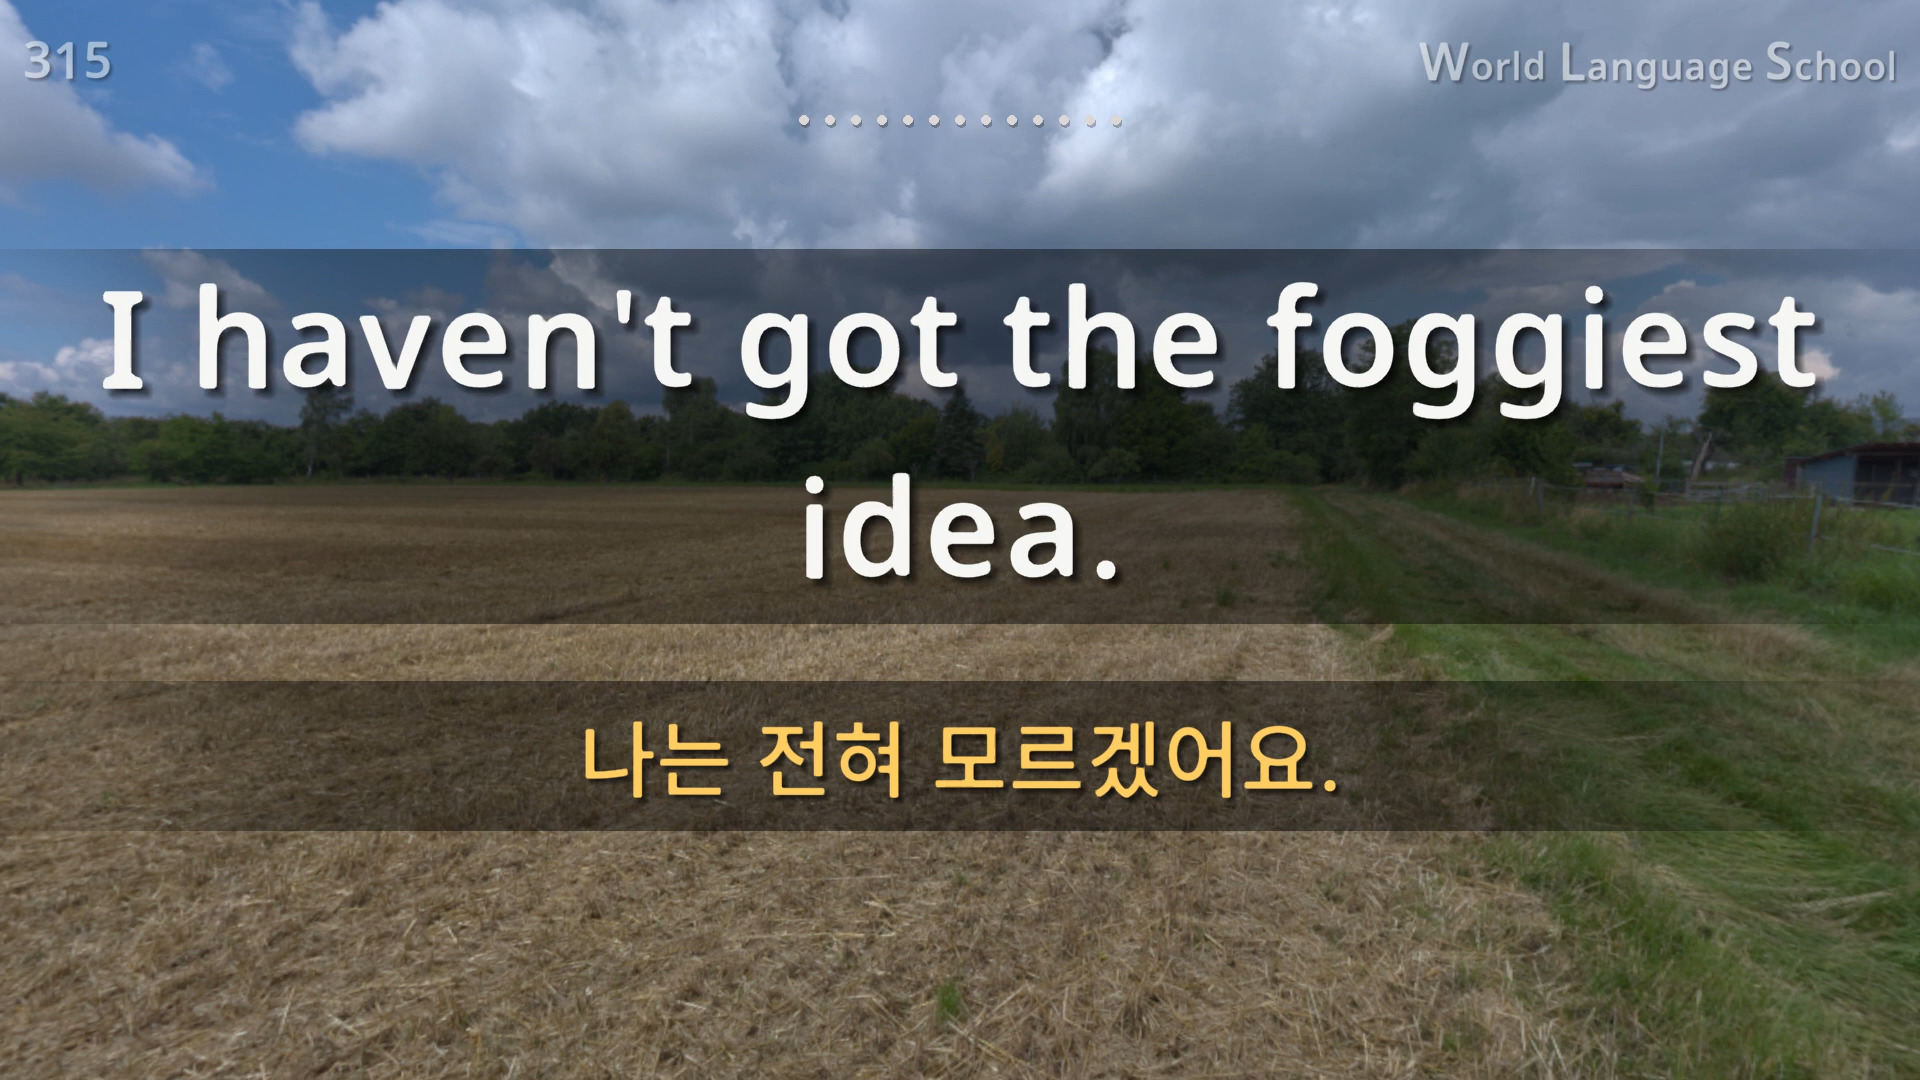 315
World Language School
I haven't got the foggiest
idea.
나는 전혀 모르겠어요.